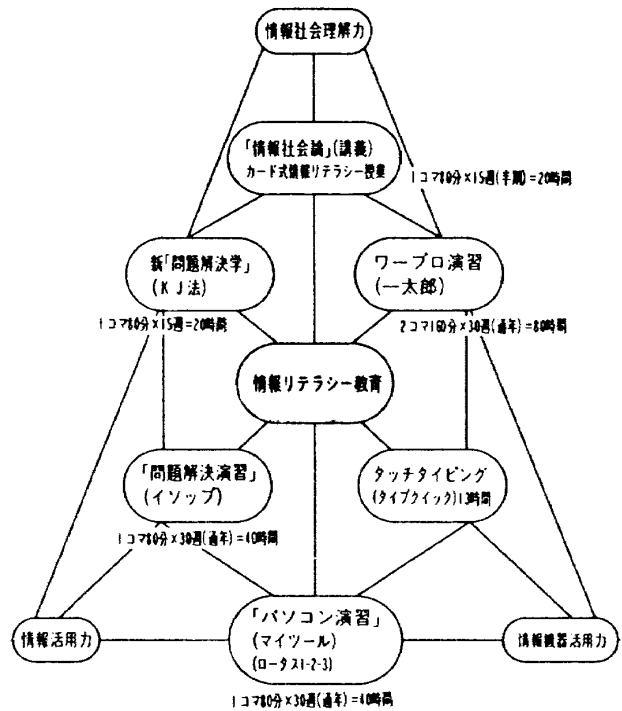 情報社会理解力
「情報社会論」(講義)
カード式情報リテラシー授業
1コマ80分×15週(半期)=20時間
新「問題解決学」
(KJ法)
1コマ80分×15週=20時間
ワープロ演習
(一太郎)
2コマ160分×30週(通年)=80時間
情報リテラシー教育
「問題解決演習」
(イソップ)
1コマ80分×30週(通年)=40時間
タッチタイピング
(タイプクイック)13時間
情報活用力
「パソコン演習」
(マイツール)
(ロータス1-2-3)
1コマ80分×30週(通年)=40時間
情報機器活用力